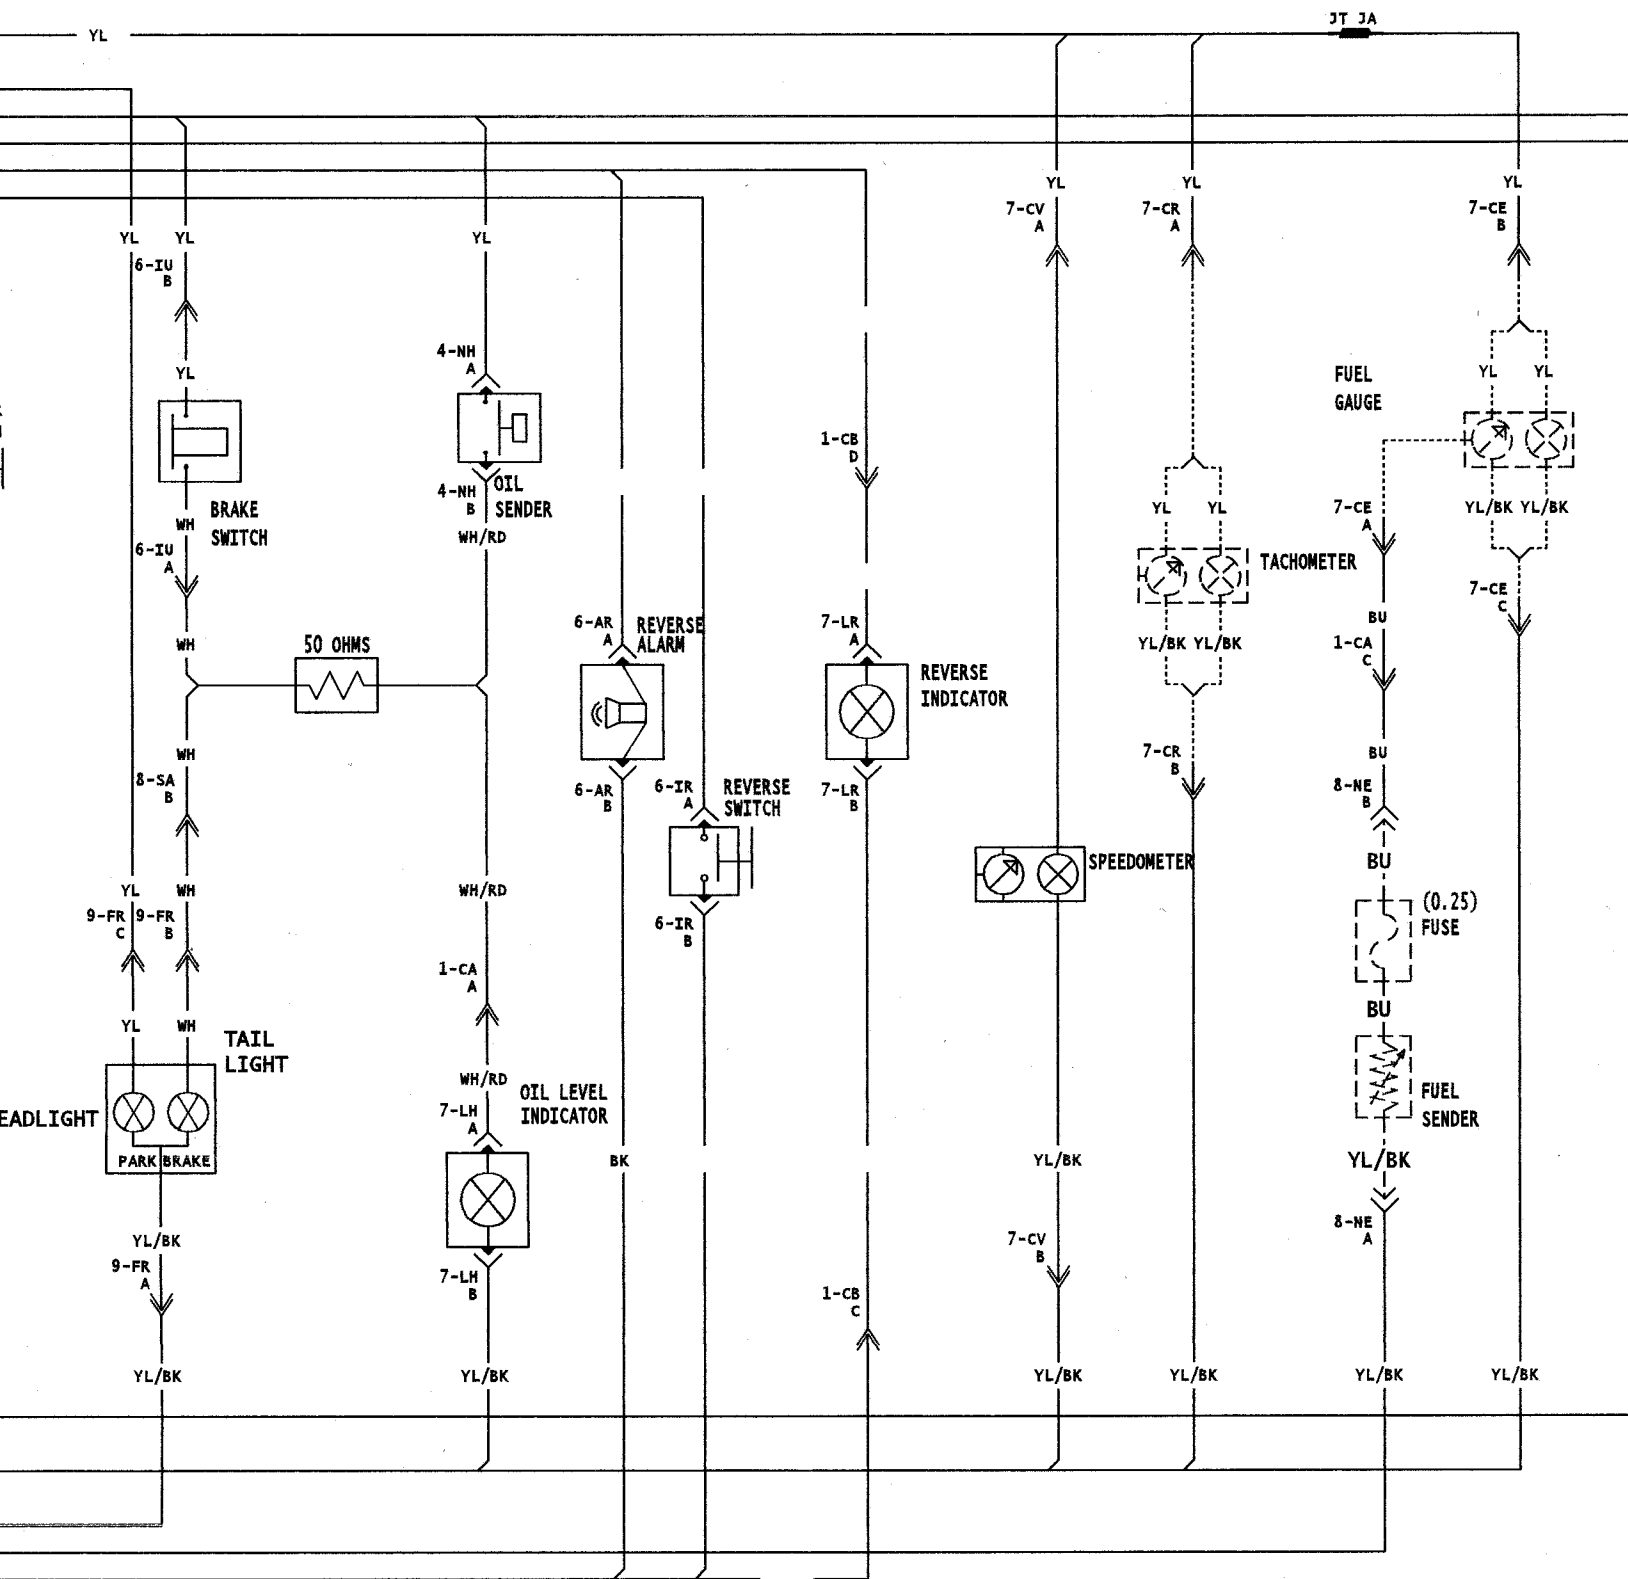 JT JA
YL
YL
YL
YL
7-CV
A
7-CR
A
7-CE
B
YL
YL
YL
6-IU
B
4-NH
A
YL
YL
YL
FUEL
GAUGE
1-CB
D
OIL
SENDER
4-NH
B
BRAKE
SWITCH
WH
WH/RD
YL
YL
7-CE
A
YL/BK
YL/BK
6-IU
A
TACHOMETER
7-CE
C
BU
6-AR
A
REVERSE
ALARM
7-LR
A
WH
50 OHMS
YL/BK
YL/BK
1-CA
C
REVERSE
INDICATOR
WH
7-CR
B
BU
8-SA
B
6-AR
B
6-IR
A
REVERSE
SWITCH
7-LR
B
8-NE
B
SPEEDOMETER
BU
YL
WH
WH/RD
(0.25)
FUSE
9-FR
C
9-FR
B
6-IR
B
1-CA
A
BU
YL
WH
TAIL
LIGHT
WH/RD
OIL LEVEL
INDICATOR
7-LH
A
FUEL
SENDER
EADLIGHT
PARK BRAKE
BK
YL/BK
YL/BK
YL/BK
8-NE
A
7-CV
B
9-FR
A
7-LH
B
1-CB
C
YL/BK
YL/BK
YL/BK
YL/BK
YL/BK
YL/BK